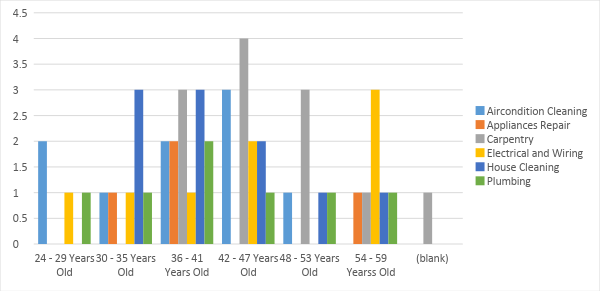 4.5
4
3.5
3
2.5
2
1.5
1
0.5
0
24 - 29 Years Old
30 - 35 Years Old
36 - 41 Years Old
42 - 47 Years Old
48 - 53 Years Old
54 - 59 Yearss Old
(blank)
Aircondition Cleaning
Appliances Repair
Carpentry
Electrical and Wiring
House Cleaning
Plumbing